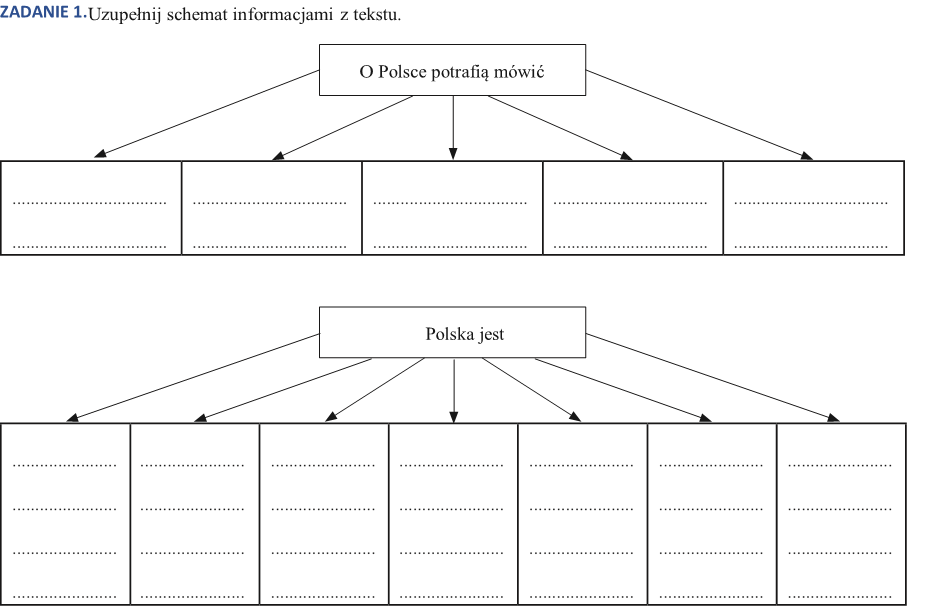 ZADANIE 1. Uzupełnij schemat informacjami z tekstu.
O Polsce potrafią mówić
Polska jest